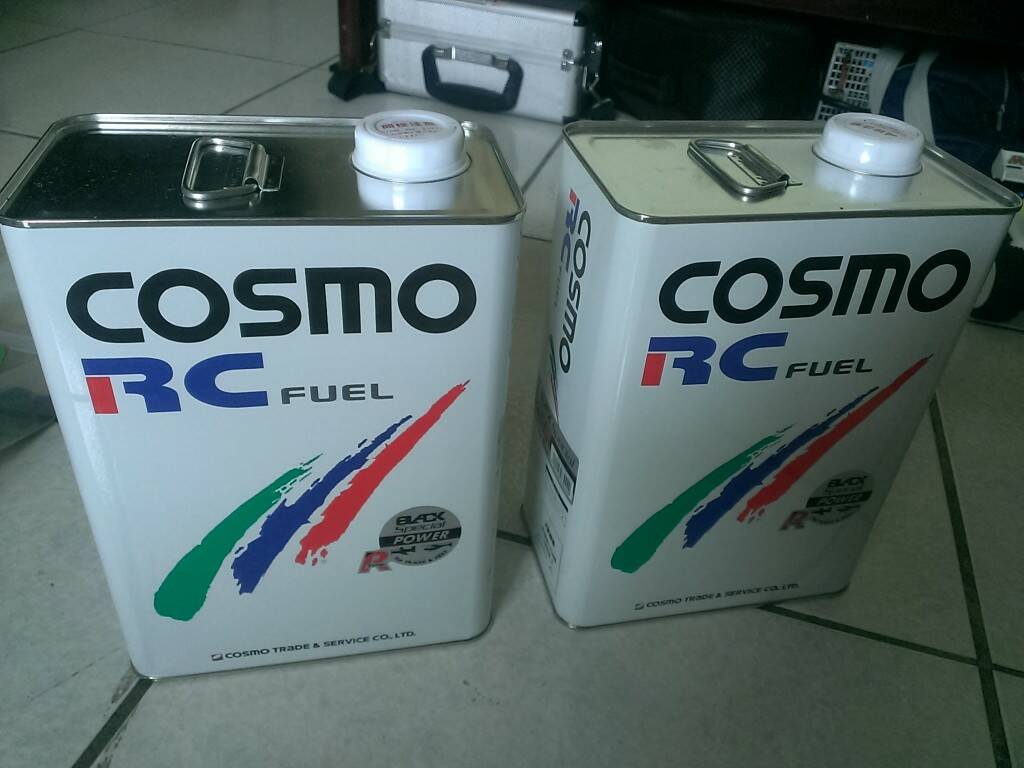 COSMO
RC FUEL
BLACK
Special
POWER
R
COSMO TRADE & SERVICE CO., LTD.
COSMO
RC
COSMO
RC FUEL
BLACK
Special
POWER
R
COSMO TRADE & SERVICE CO., LTD.